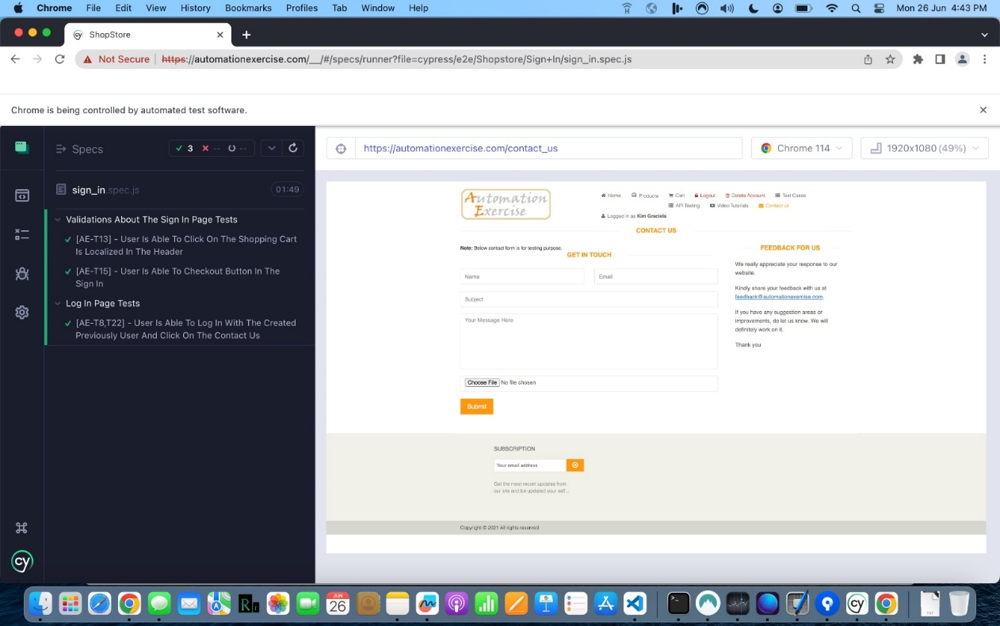 Chrome File Edit View History Bookmarks Profiles Tab Window Help Mon 26 Jun 4:43 PM
cy ShopStore
Not Secure https://automationexercise.com/__/#/specs/runner?file=cypress/e2e/Shopstore/Sign+In/sign_in.spec.js
Chrome is being controlled by automated test software.
Specs 3 -- --
https://automationexercise.com/contact_us Chrome 114 1920x1080 (49%)
sign_in.spec.js 01:49
Validations About The Sign In Page Tests
[AE-T13] - User Is Able To Click On The Shopping Cart
Is Localized In The Header
[AE-T15] - User Is Able To Checkout Button In The
Sign In
Log In Page Tests
[AE-T8,T22] - User Is Able To Log In With The Created
Previously User And Click On The Contact Us
cy
Automation
Exercise
Home Products Cart Logout Delete Account Test Cases
API Testing Video Tutorials Contact us
Logged in as Kim Graciela
CONTACT US
Note: Below contact form is for testing purpose.
GET IN TOUCH
Name Email
Subject
Your Message Here
Choose File No file chosen
Submit
FEEDBACK FOR US
We really appreciate your response to our
website.
Kindly share your feedback with us at
feedback@automationexercise.com.
If you have any suggestion areas or
improvements, do let us know. We will
definitely work on it.
Thank you
SUBSCRIPTION
Your email address
Get the most recent updates from
our site and be updated your self...
Copyright © 2021 All rights reserved
JUN
26
cy
TXT